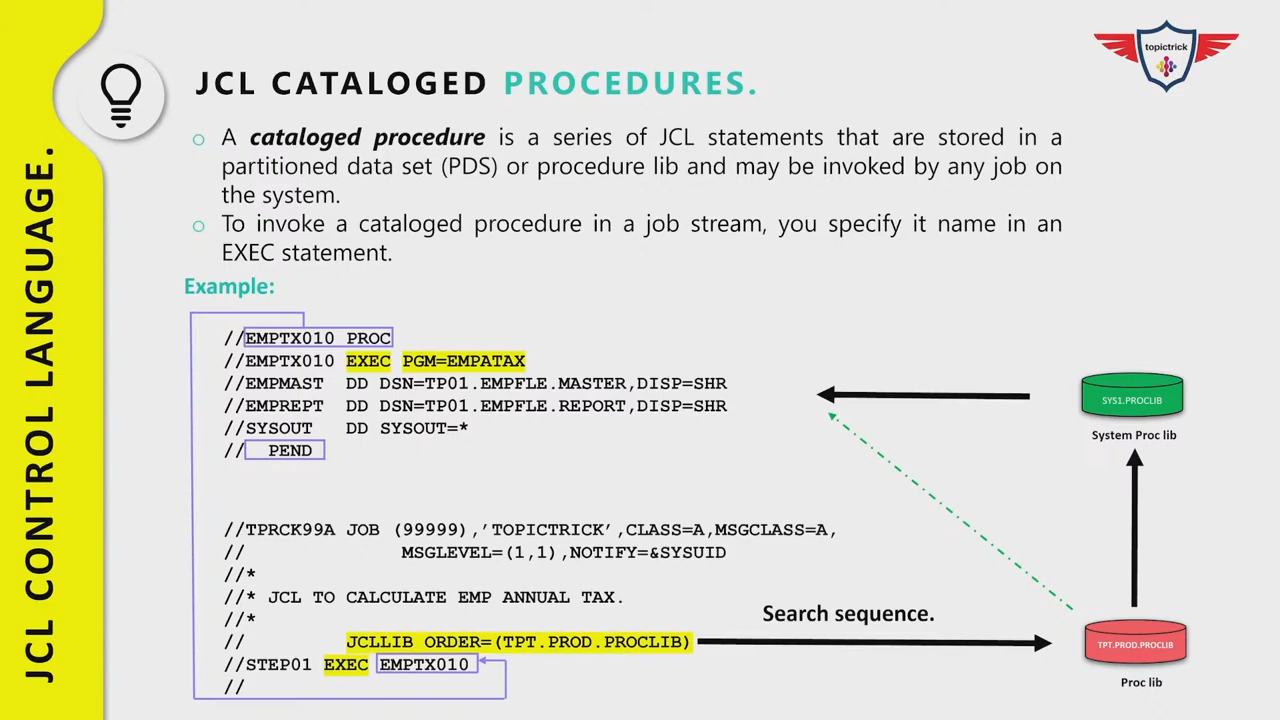 topictrick
JCL CATALOGED PROCEDURES.
JCL CONTROL LANGUAGE.
A cataloged procedure is a series of JCL statements that are stored in a
partitioned data set (PDS) or procedure lib and may be invoked by any job on
the system.
To invoke a cataloged procedure in a job stream, you specify it name in an
EXEC statement.
Example:
//EMPTX010 PROC
//EMPTX010 EXEC PGM=EMPATAX
//EMPMAST  DD DSN=TP01.EMPFLE.MASTER,DISP=SHR
//EMPREPT  DD DSN=TP01.EMPFLE.REPORT,DISP=SHR
//SYSOUT   DD SYSOUT=*
//  PEND
SYS1.PROCLIB
System Proc lib
//TPRCK99A JOB (99999),'TOPICTRICK',CLASS=A,MSGCLASS=A,
//              MSGLEVEL=(1,1),NOTIFY=&SYSUID
//*
//* JCL TO CALCULATE EMP ANNUAL TAX.
//*
//         JCLLIB ORDER=(TPT.PROD.PROCLIB)
//STEP01 EXEC EMPTX010
//
Search sequence.
TPT.PROD.PROCLIB
Proc lib